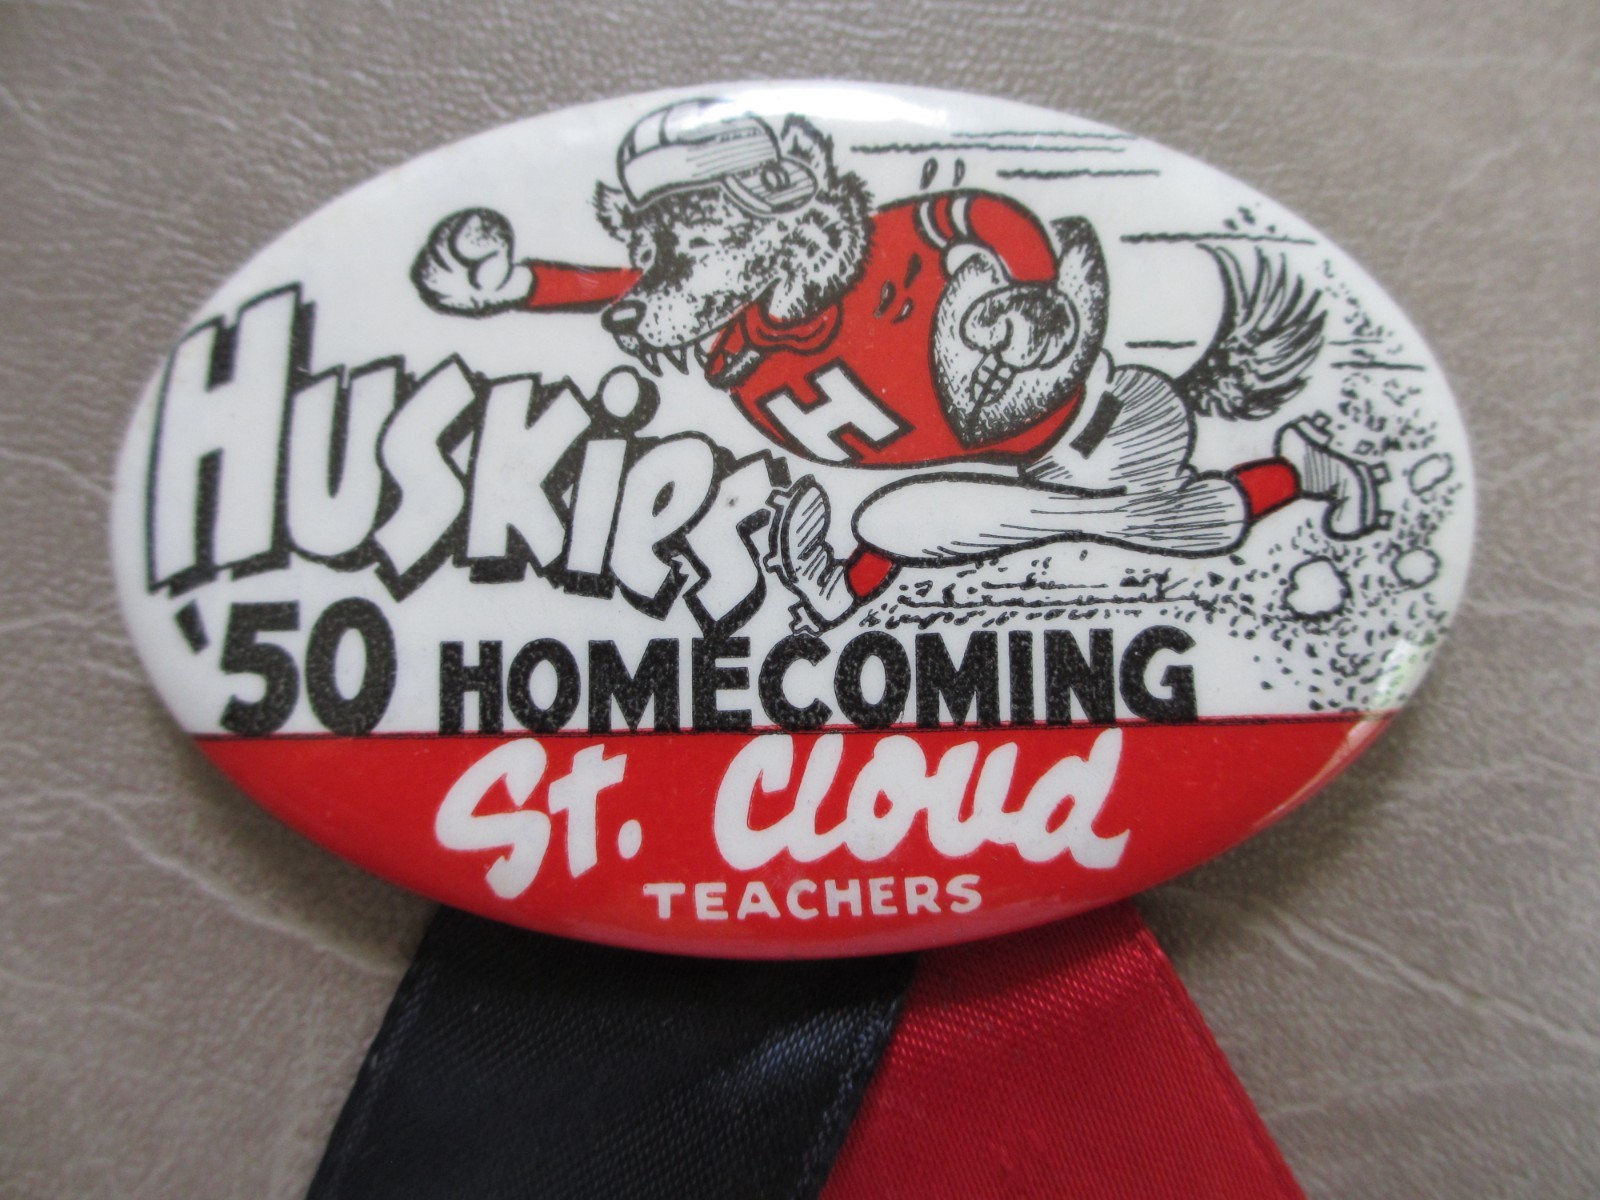 H
HUSKiES
'50 HOMECOMING
St. Cloud
TEACHERS